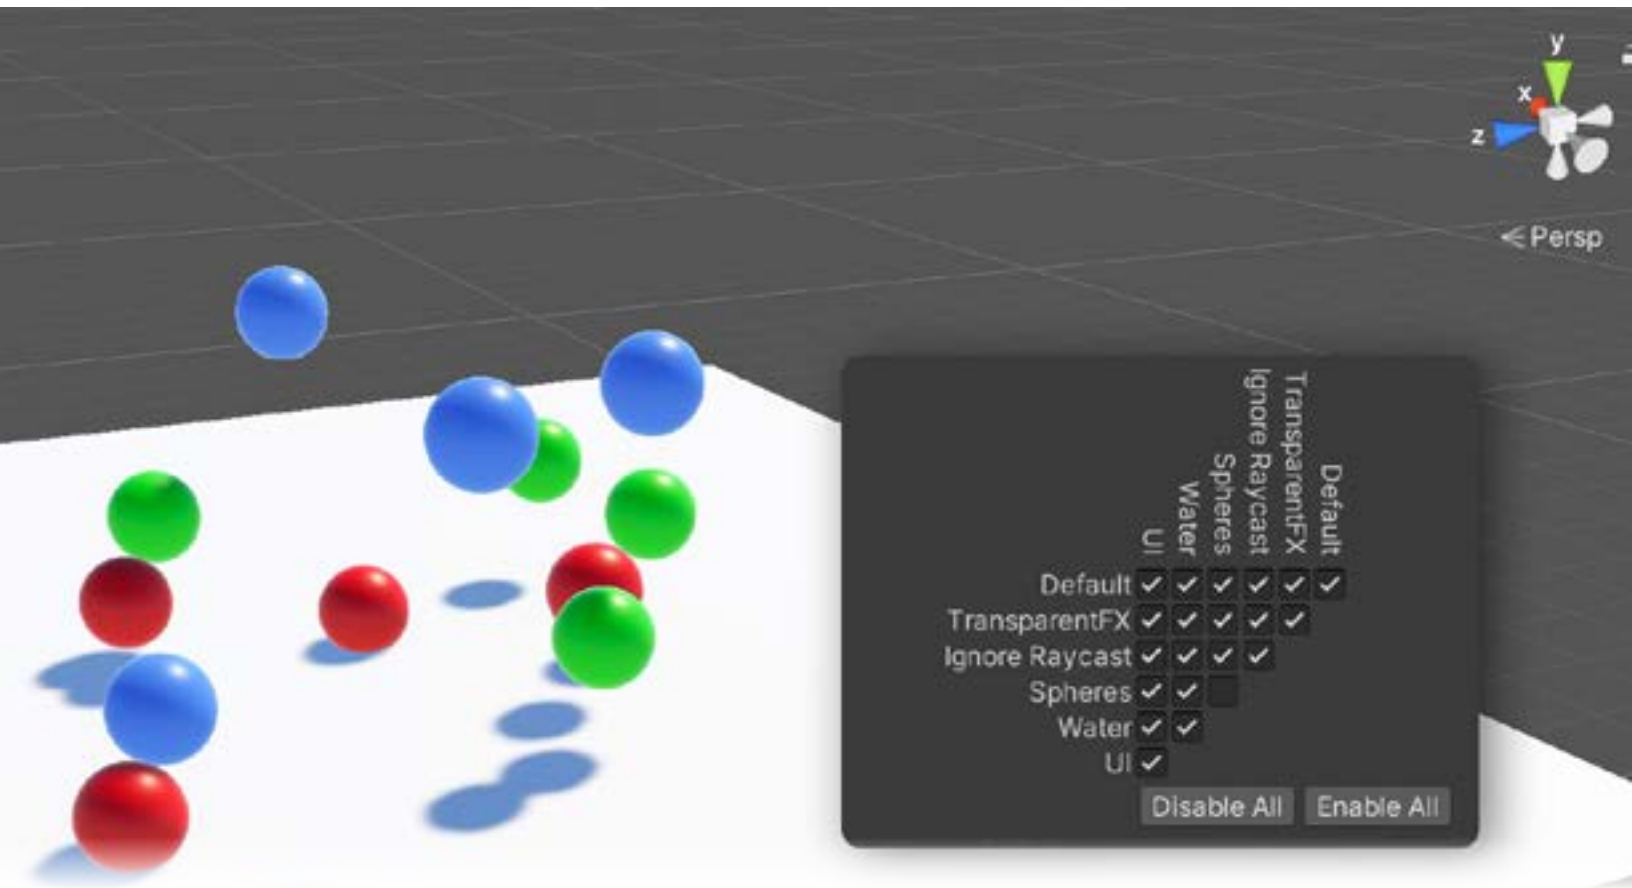 y
x
z
Persp
UI
Water
Spheres
Ignore Raycast
TransparentFX
Default
Default
TransparentFX
Ignore Raycast
Spheres
Water
UI
Disable All
Enable All